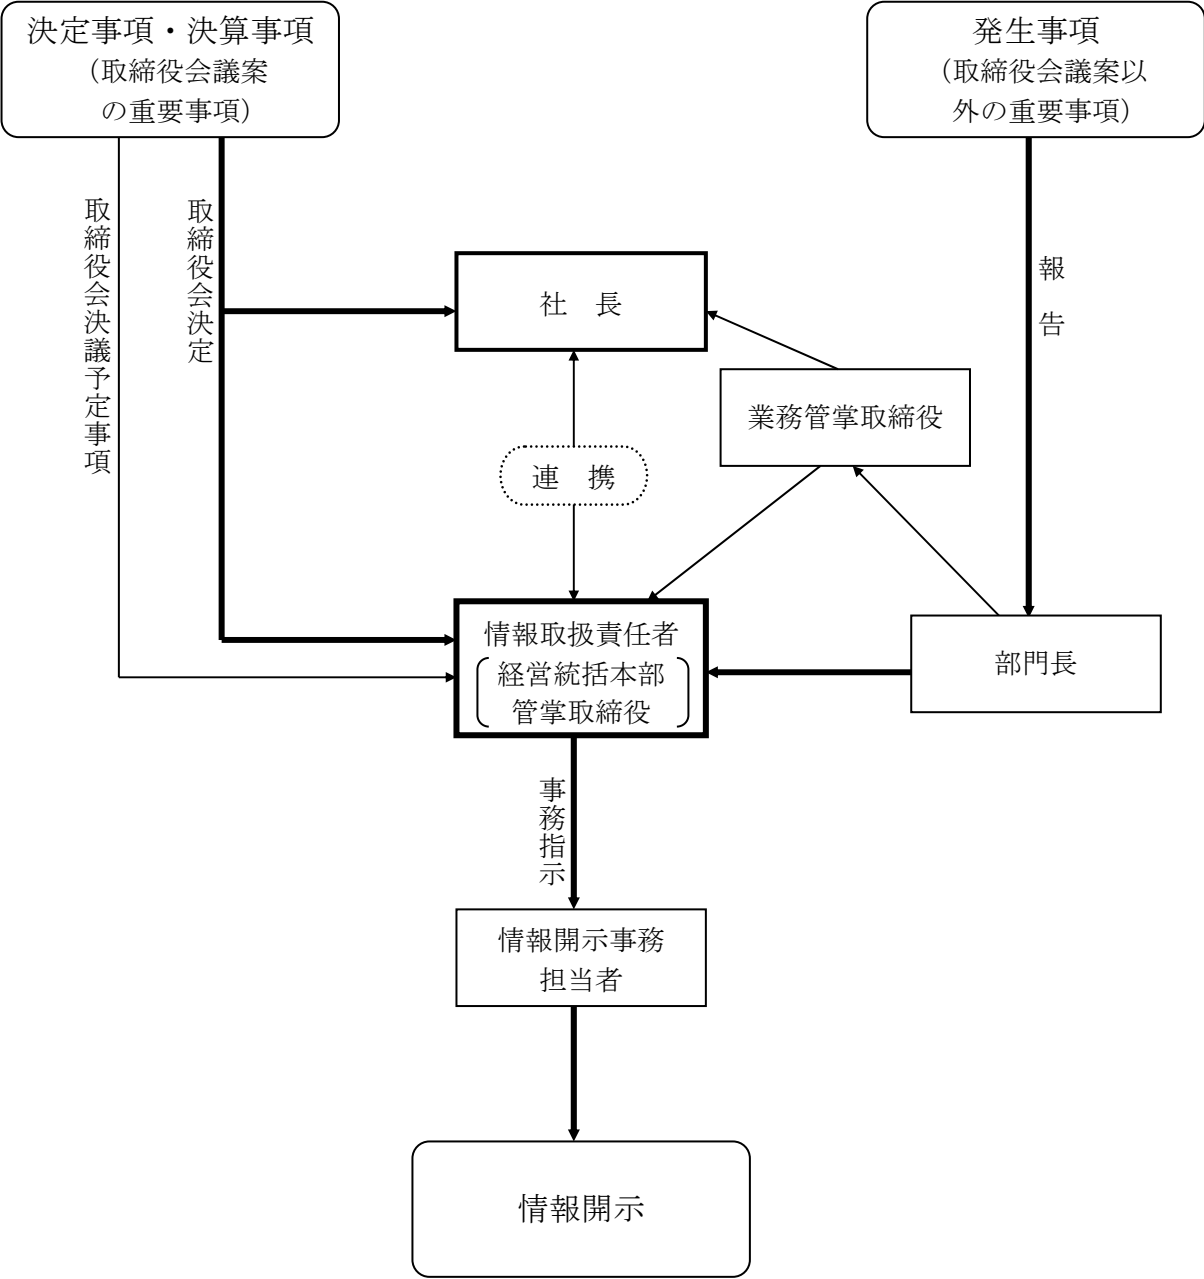 決定事項・決算事項
（取締役会議案
の重要事項）
発生事項
（取締役会議案以
外の重要事項）
取締役会決議予定事項
取締役会決定
報　告
社　長
業務管掌取締役
連　携
情報取扱責任者
経営統括本部
管掌取締役
部門長
事務指示
情報開示事務
担当者
情報開示